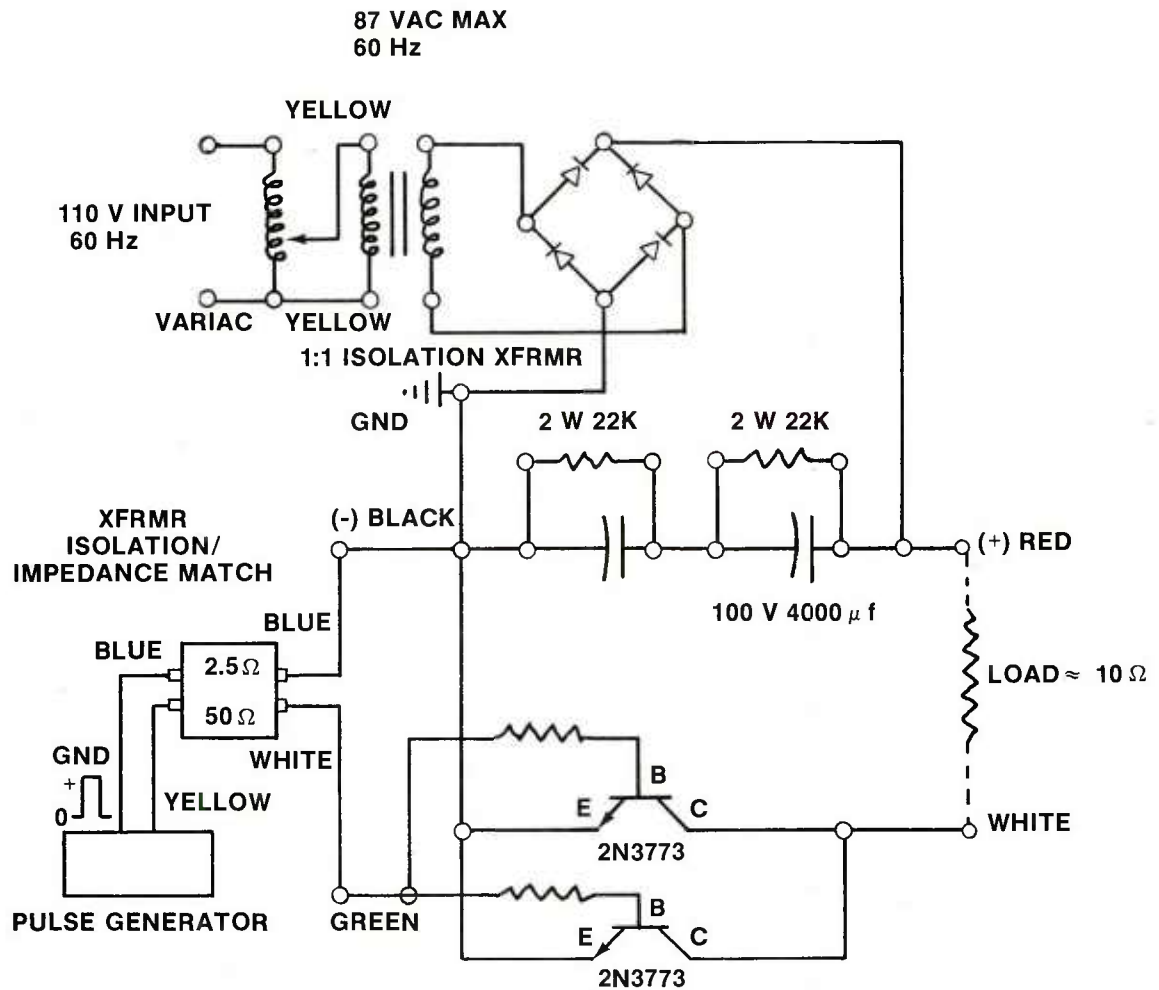 87 VAC MAX
60 Hz
YELLOW
110 V INPUT
60 Hz
VARIAC
YELLOW
1:1 ISOLATION XFRMR
GND
2 W 22K
2 W 22K
(-) BLACK
(+) RED
XFRMR
ISOLATION/
IMPEDANCE MATCH
100 V 4000 μf
BLUE
BLUE
2.5Ω
50Ω
LOAD ≈ 10 Ω
WHITE
GND
+
0
YELLOW
B
E
C
2N3773
WHITE
PULSE GENERATOR
GREEN
B
E
C
2N3773